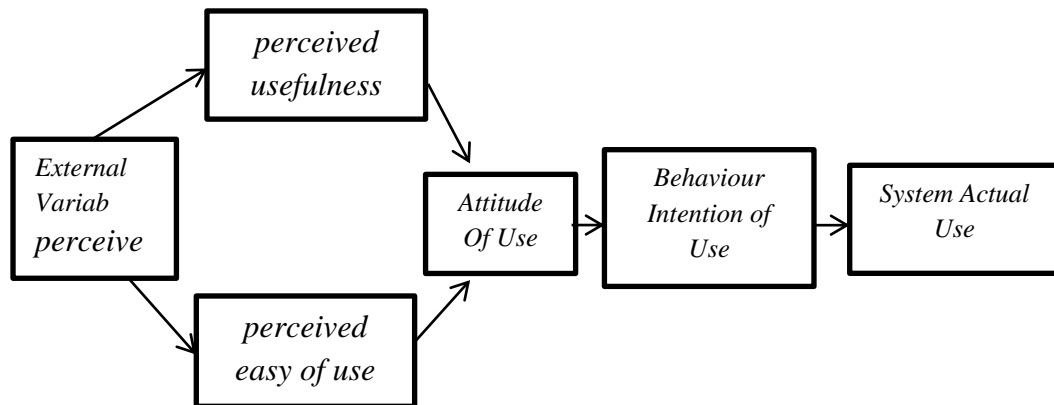 perceived
usefulness
External
Variab
perceive
Attitude
Of Use
Behaviour
Intention of
Use
System Actual
Use
perceived
easy of use